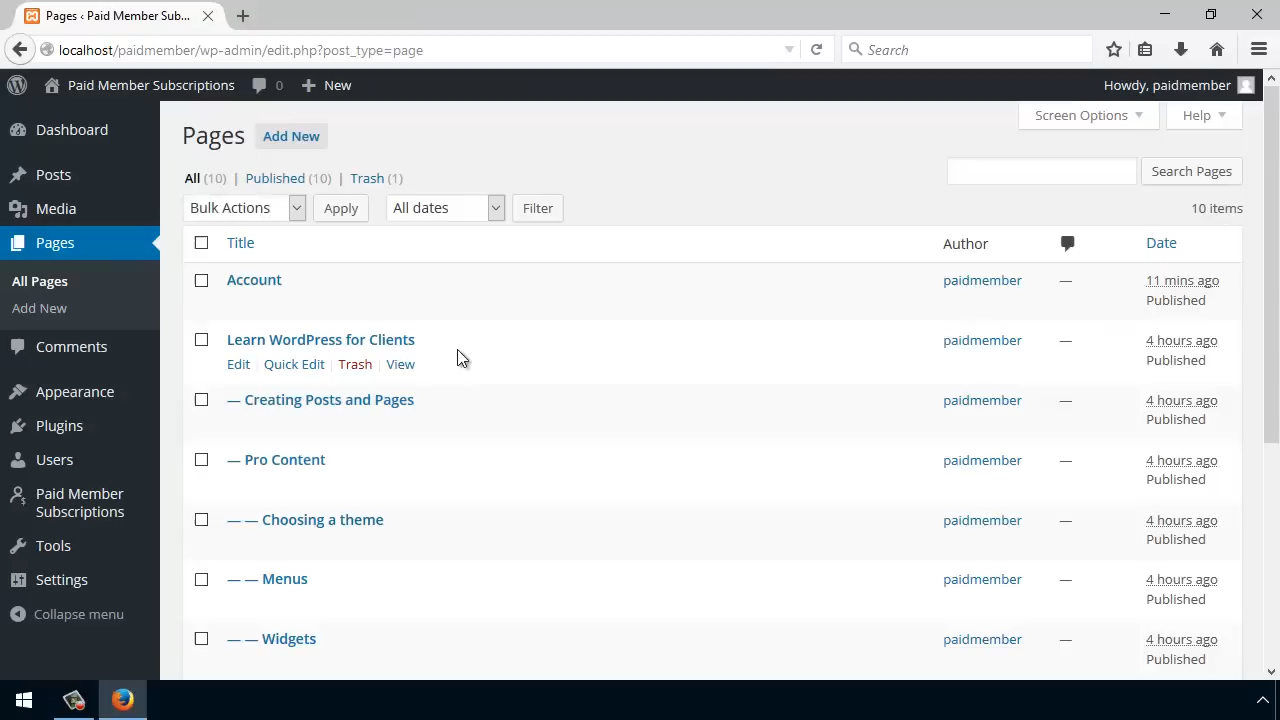 Pages ‹ Paid Member Sub...
localhost/paidmember/wp-admin/edit.php?post_type=page
Search
Paid Member Subscriptions
0
New
Howdy, paidmember
Dashboard
Posts
Media
Pages
All Pages
Add New
Comments
Appearance
Plugins
Users
Paid Member
Subscriptions
Tools
Settings
Collapse menu
Screen Options
Help
Pages Add New
All (10) | Published (10) | Trash (1)
Search Pages
Bulk Actions Apply All dates Filter
10 items
Title Author Date
Account paidmember — 11 mins ago
Published
Learn WordPress for Clients paidmember — 4 hours ago
Edit | Quick Edit | Trash | View Published
— Creating Posts and Pages paidmember — 4 hours ago
Published
— Pro Content paidmember — 4 hours ago
Published
— — Choosing a theme paidmember — 4 hours ago
Published
— — Menus paidmember — 4 hours ago
Published
— — Widgets paidmember — 4 hours ago
Published